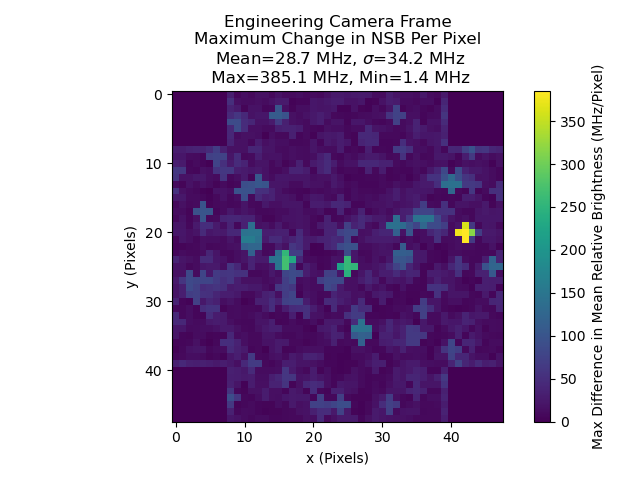 Engineering Camera Frame
Maximum Change in NSB Per Pixel
Mean=28.7 MHz, σ=34.2 MHz
Max=385.1 MHz, Min=1.4 MHz
0
10
20
30
40
y (Pixels)
0
10
20
30
40
x (Pixels)
350
300
250
200
150
100
50
0
Max Difference in Mean Relative Brightness (MHz/Pixel)